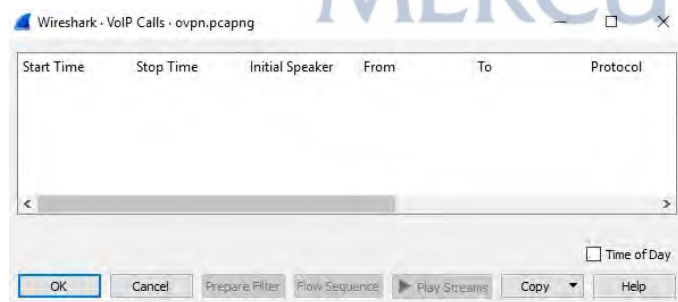 MERCU
Wireshark · VoIP Calls · ovpn.pcapng
Start Time Stop Time Initial Speaker From To Protocol
Time of Day
OK Cancel Prepare Filter Flow Sequence Play Streams Copy Help